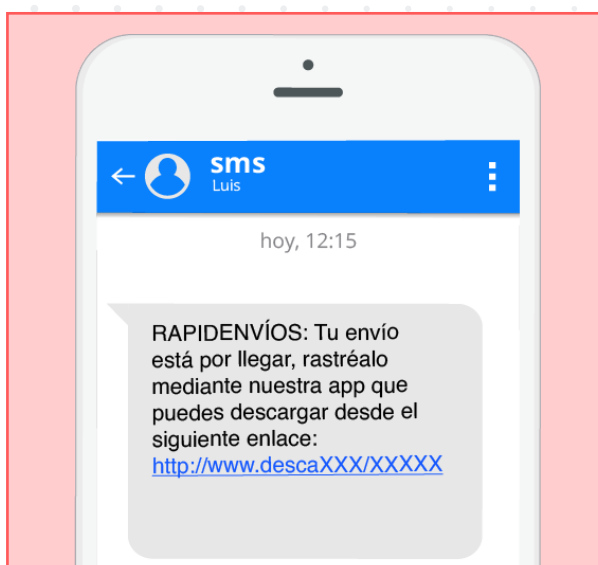 sms
Luis
hoy, 12:15
RAPIDENVÍOS: Tu envío
está por llegar, rastréalo
mediante nuestra app que
puedes descargar desde el
siguiente enlace:
http://www.descaXXX/XXXXX